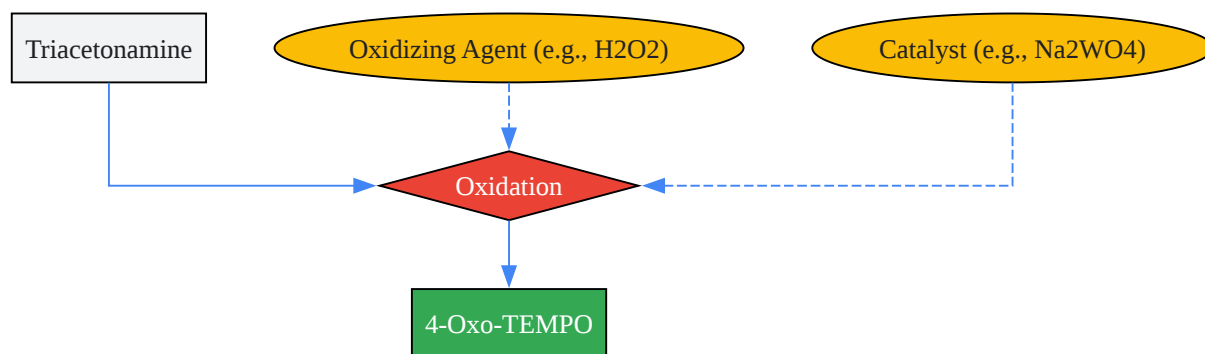 Triacetonamine
Oxidizing Agent (e.g., H2O2)
Catalyst (e.g., Na2WO4)
Oxidation
4-Oxo-TEMPO